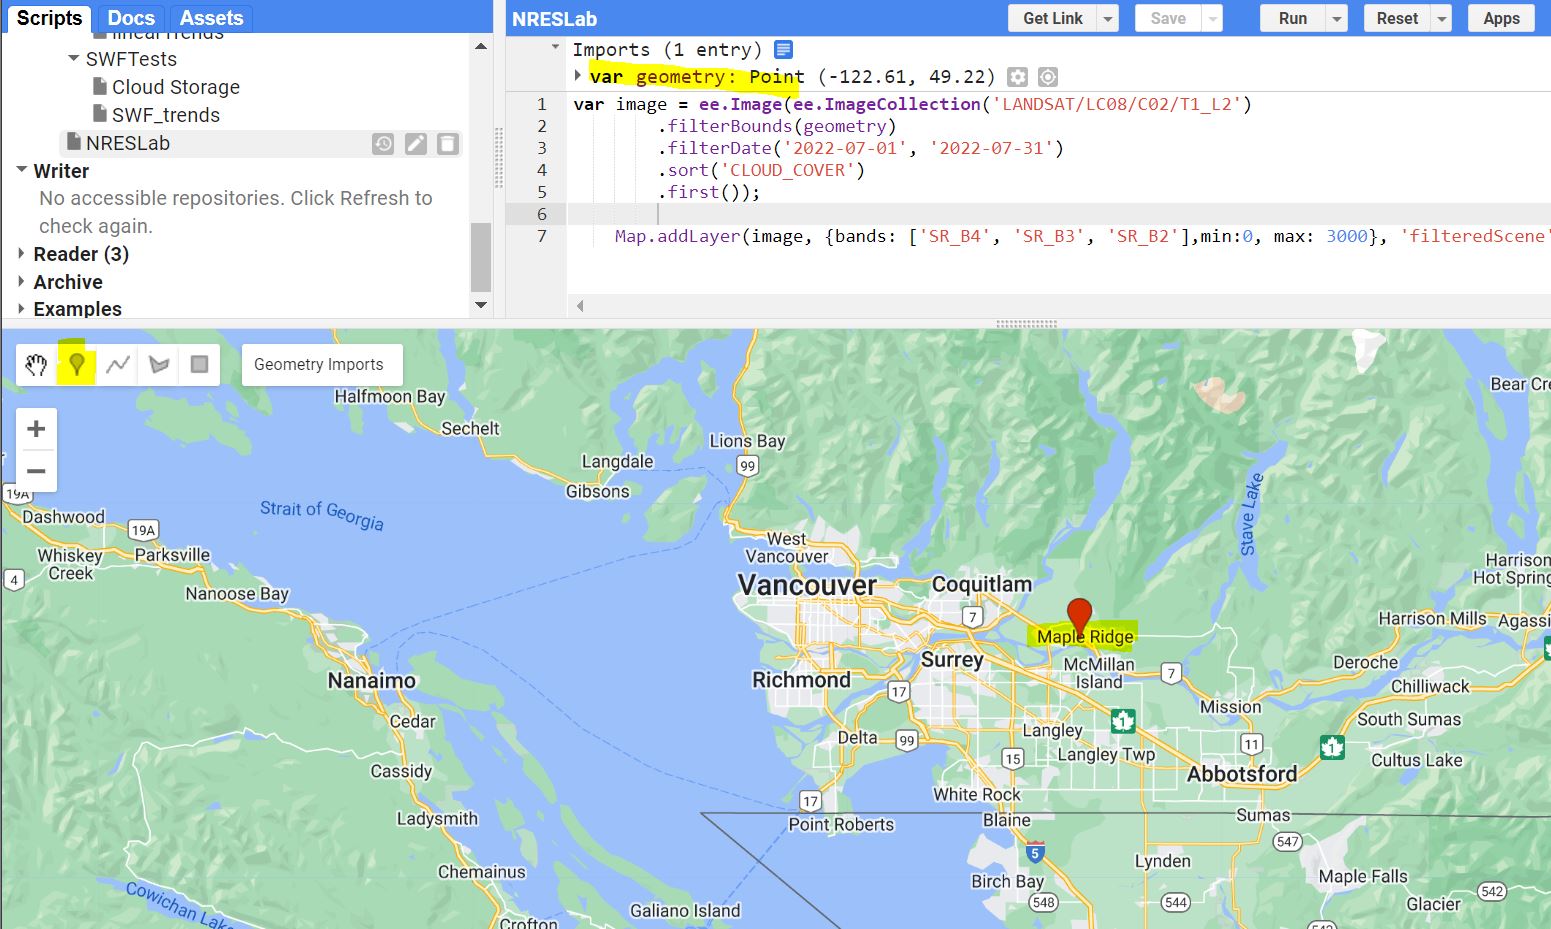 Scripts
Docs
Assets
linearTrends
SWFTests
Cloud Storage
SWF_trends
NRESLab
Writer
No accessible repositories. Click Refresh to
check again.
Reader (3)
Archive
Examples
NRESLab
Get Link
Save
Run
Reset
Apps
Imports (1 entry)
var geometry: Point (-122.61, 49.22)
1 var image = ee.Image(ee.ImageCollection('LANDSAT/LC08/C02/T1_L2')
2 .filterBounds(geometry)
3 .filterDate('2022-07-01', '2022-07-31')
4 .sort('CLOUD_COVER')
5 .first());
6
7 Map.addLayer(image, {bands: ['SR_B4', 'SR_B3', 'SR_B2'],min:0, max: 3000}, 'filteredScene'
Geometry Imports
+
−
Halfmoon Bay
Sechelt
Lions Bay
99
Langdale
Gibsons
Bear Cre
19A
Dashwood
19A
Strait of Georgia
Stave Lake
Whiskey
Creek
Parksville
4
Nanoose Bay
West
Vancouver
Vancouver
Coquitlam
7
Harrison
Hot Spring
Maple Ridge
Harrison Mills
Agassi
Surrey
McMillan
Island
7
Deroche
1
Nanaimo
Richmond
17
Chilliwack
Mission
Cedar
Delta
99
Langley
1
South Sumas
11
1
Langley Twp
15
Cassidy
Abbotsford
Cultus Lake
White Rock
17
Ladysmith
Point Roberts
Blaine
Sumas
547
5
Lynden
Chemainus
Birch Bay
Maple Falls
548
544
542
Cowichan Lake
Galiano Island
Glacier
Crofton
542